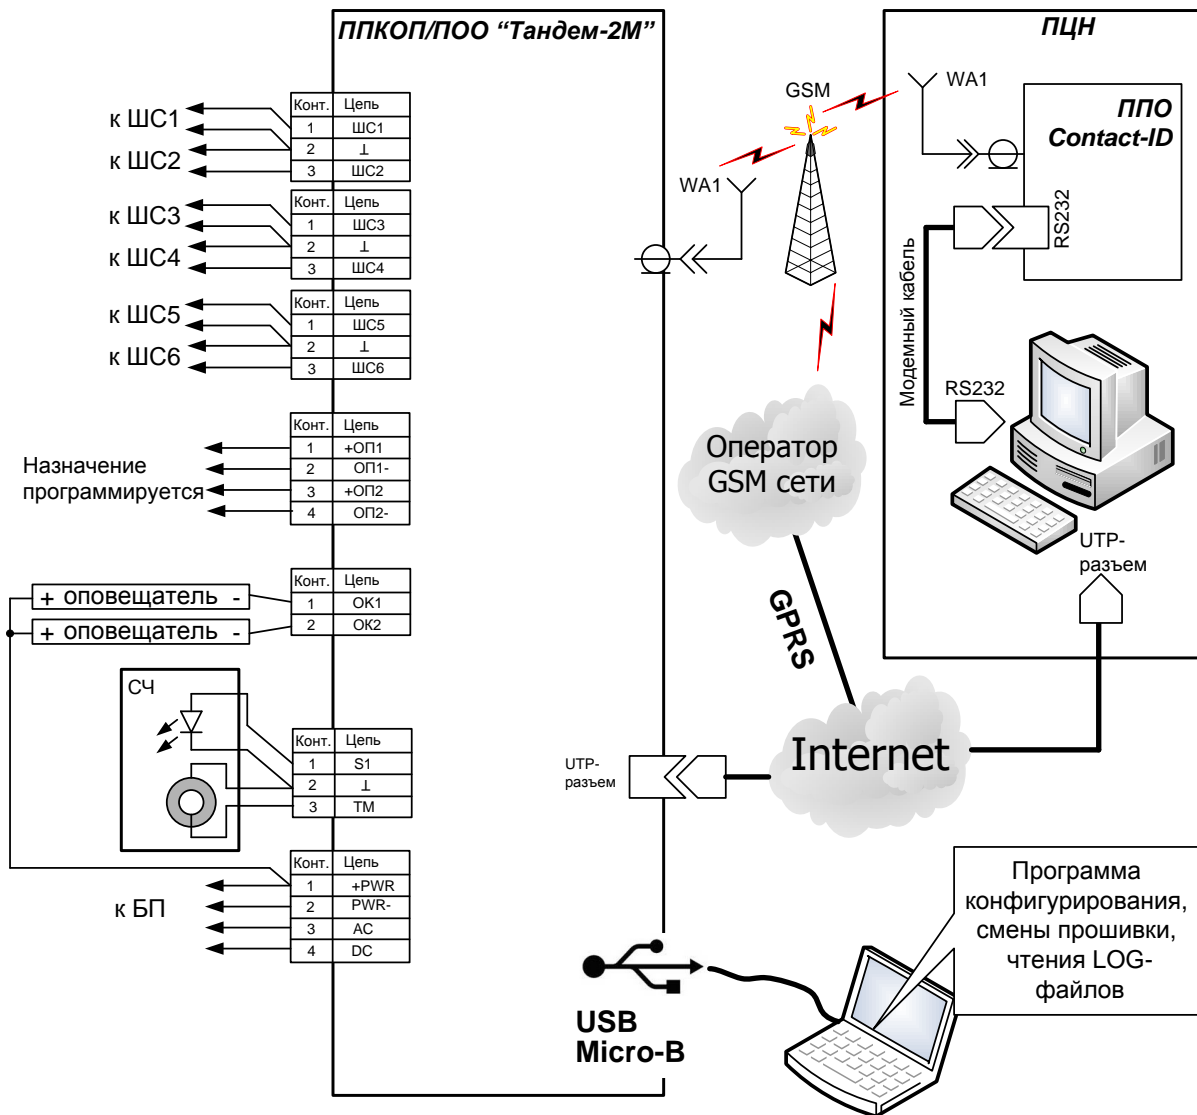 ППКОП/ПОО “Тандем-2М”
к ШС1
к ШС2
Конт. Цепь
1 ШС1
2 ⊥
3 ШС2
к ШС3
к ШС4
Конт. Цепь
1 ШС3
2 ⊥
3 ШС4
к ШС5
к ШС6
Конт. Цепь
1 ШС5
2 ⊥
3 ШС6
Назначение
программируется
Конт. Цепь
1 +ОП1
2 ОП1-
3 +ОП2
4 ОП2-
+ оповещатель -
+ оповещатель -
Конт. Цепь
1 ОК1
2 ОК2
СЧ
Конт. Цепь
1 S1
2 ⊥
3 ТМ
к БП
Конт. Цепь
1 +PWR
2 PWR-
3 AC
4 DC
WA1
GSM
Оператор
GSM сети
GPRS
Internet
UTP-
разъем
USB
Micro-B
ПЦН
WA1
ППО
Contact-ID
RS232
Модемный кабель
RS232
UTP-
разъем
Программа
конфигурирования,
смены прошивки,
чтения LOG-
файлов